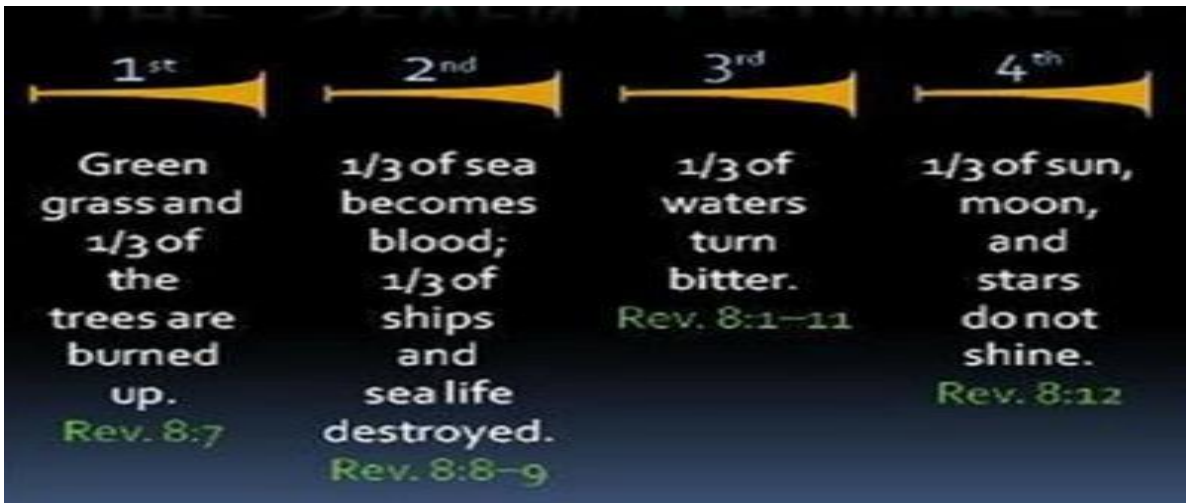 THE SEVEN TRUMPET
1st
Green
grass and
1/3 of
the
trees are
burned
up.
Rev. 8:7
2nd
1/3 of sea
becomes
blood;
1/3 of
ships
and
sea life
destroyed.
Rev. 8:8–9
3rd
1/3 of
waters
turn
bitter.
Rev. 8:1–11
4th
1/3 of sun,
moon,
and
stars
do not
shine.
Rev. 8:12